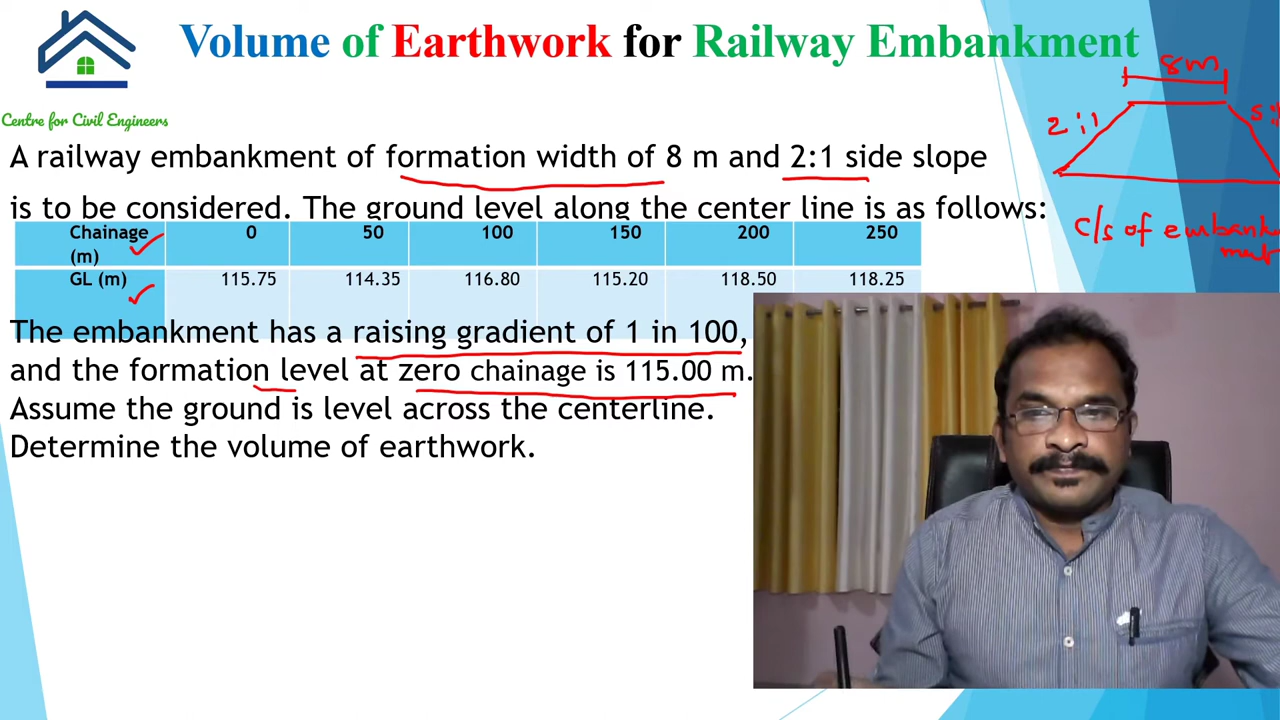 Volume of Earthwork for Railway Embankment
8m
Centre for Civil Engineers
2:1
A railway embankment of formation width of 8 m and 2:1 side slope
is to be considered. The ground level along the center line is as follows:
Chainage (m) 0 50 100 150 200 250
GL (m) 115.75 114.35 116.80 115.20 118.50 118.25
c/s of embank
ment
The embankment has a raising gradient of 1 in 100,
and the formation level at zero chainage is 115.00 m.
Assume the ground is level across the centerline.
Determine the volume of earthwork.